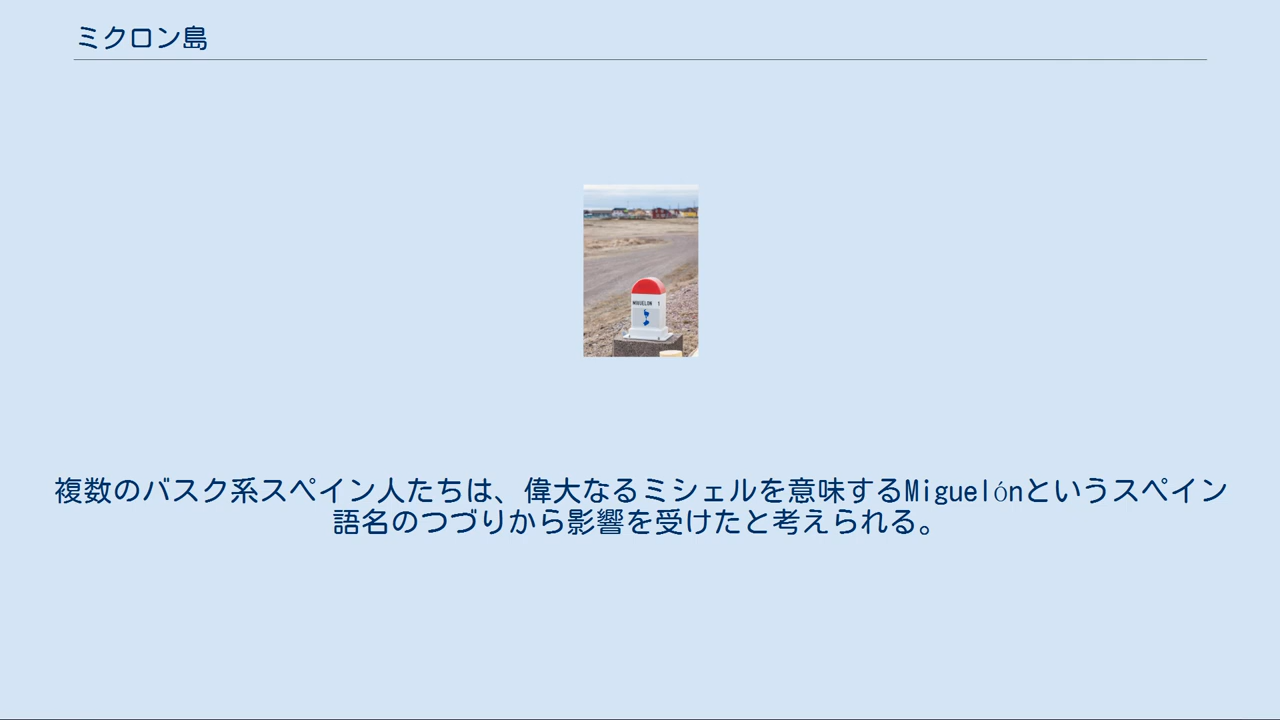 ミクロン島
MIQUELON 1
複数のバスク系スペイン人たちは、偉大なるミシェルを意味するMiguelónというスペイン
語名のつづりから影響を受けたと考えられる。